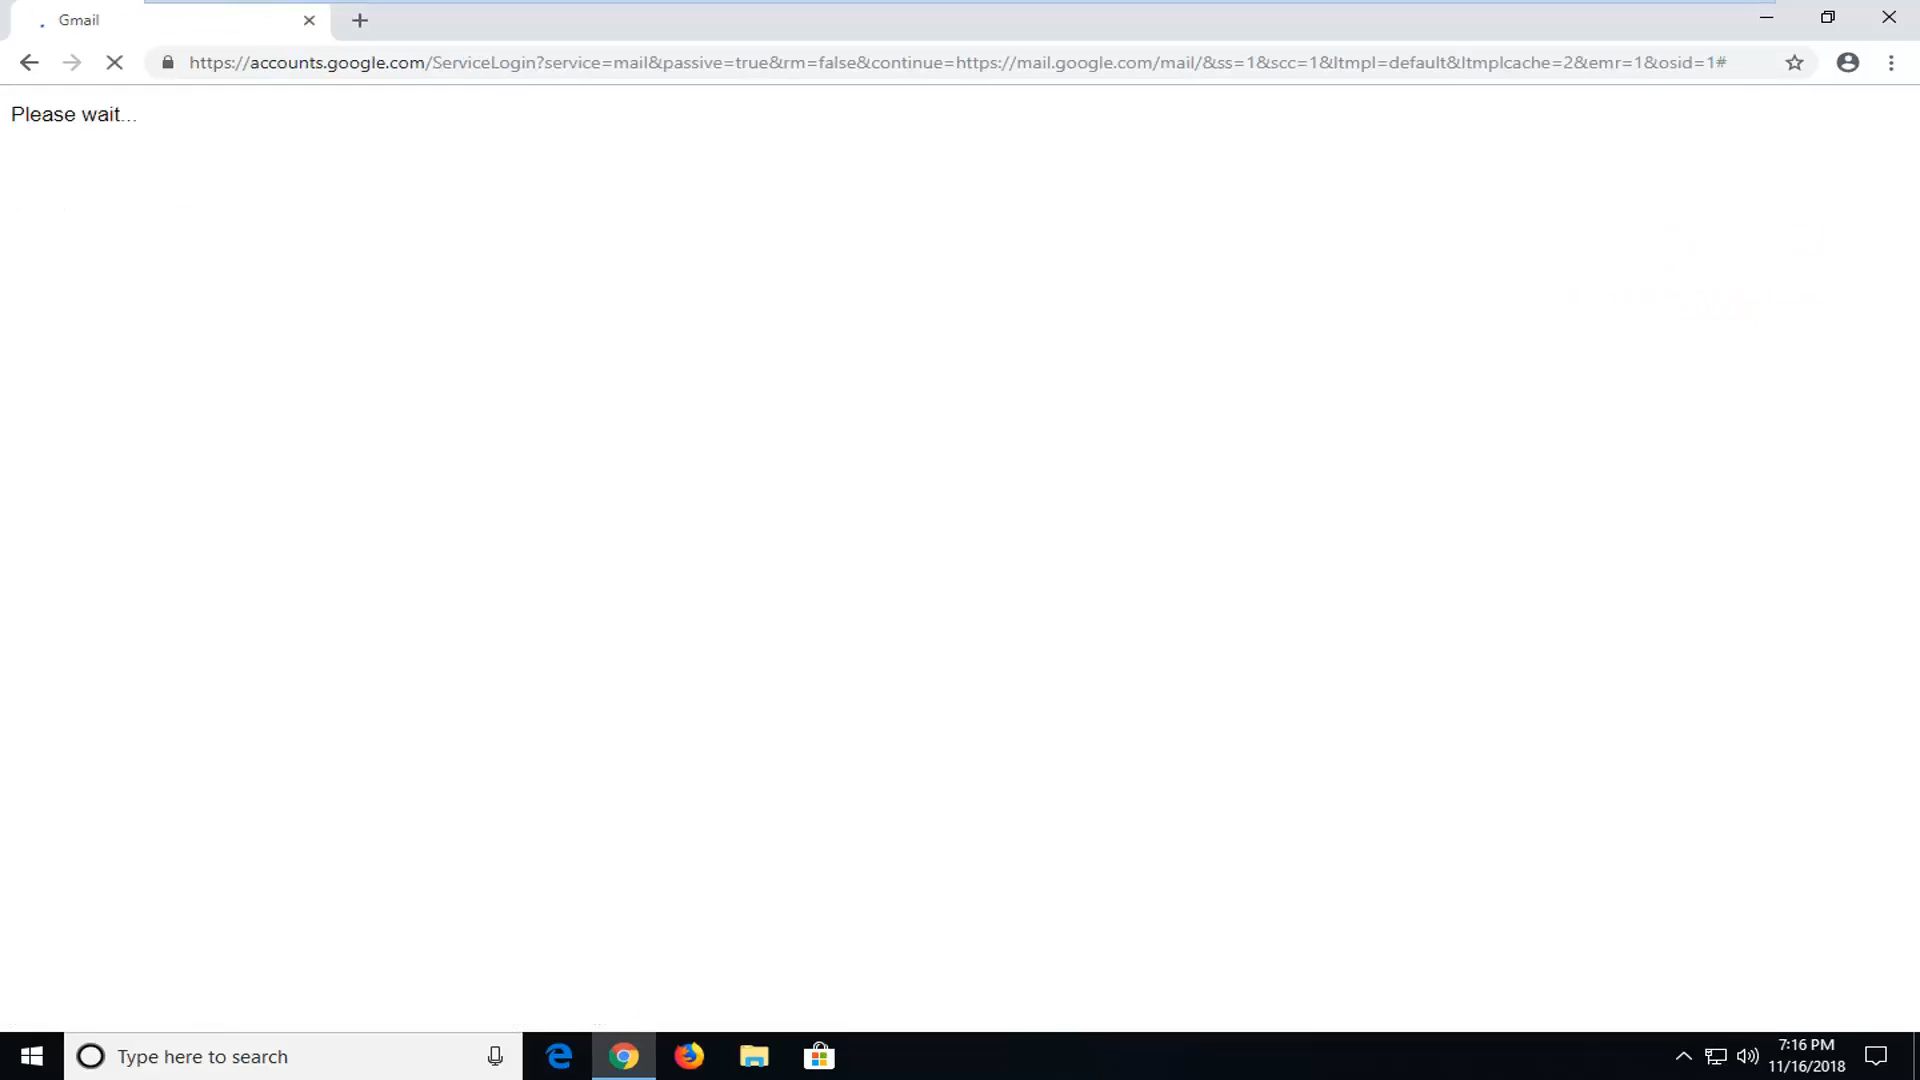 Gmail
https://accounts.google.com/ServiceLogin?service=mail&passive=true&rm=false&continue=https://mail.google.com/mail/&ss=1&scc=1&ltmpl=default&ltmplcache=2&emr=1&osid=1#
Please wait...
Type here to search
7:16 PM
11/16/2018